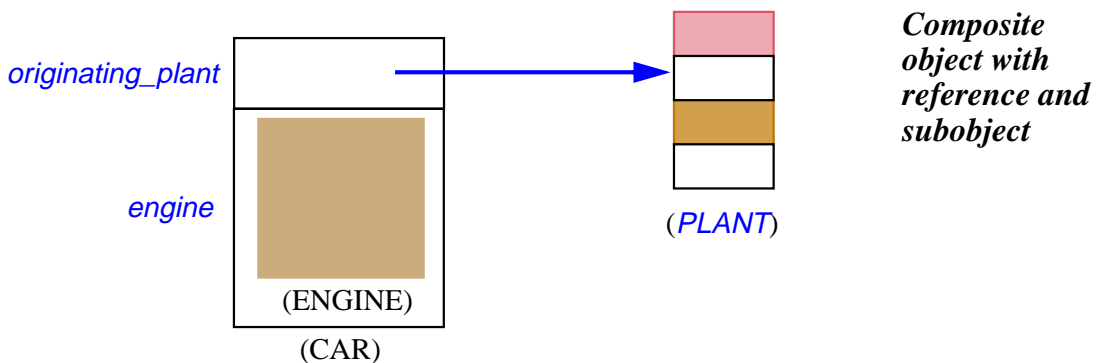 originating_plant
engine
(ENGINE)
(CAR)
(PLANT)
Composite
object with
reference and
subobject